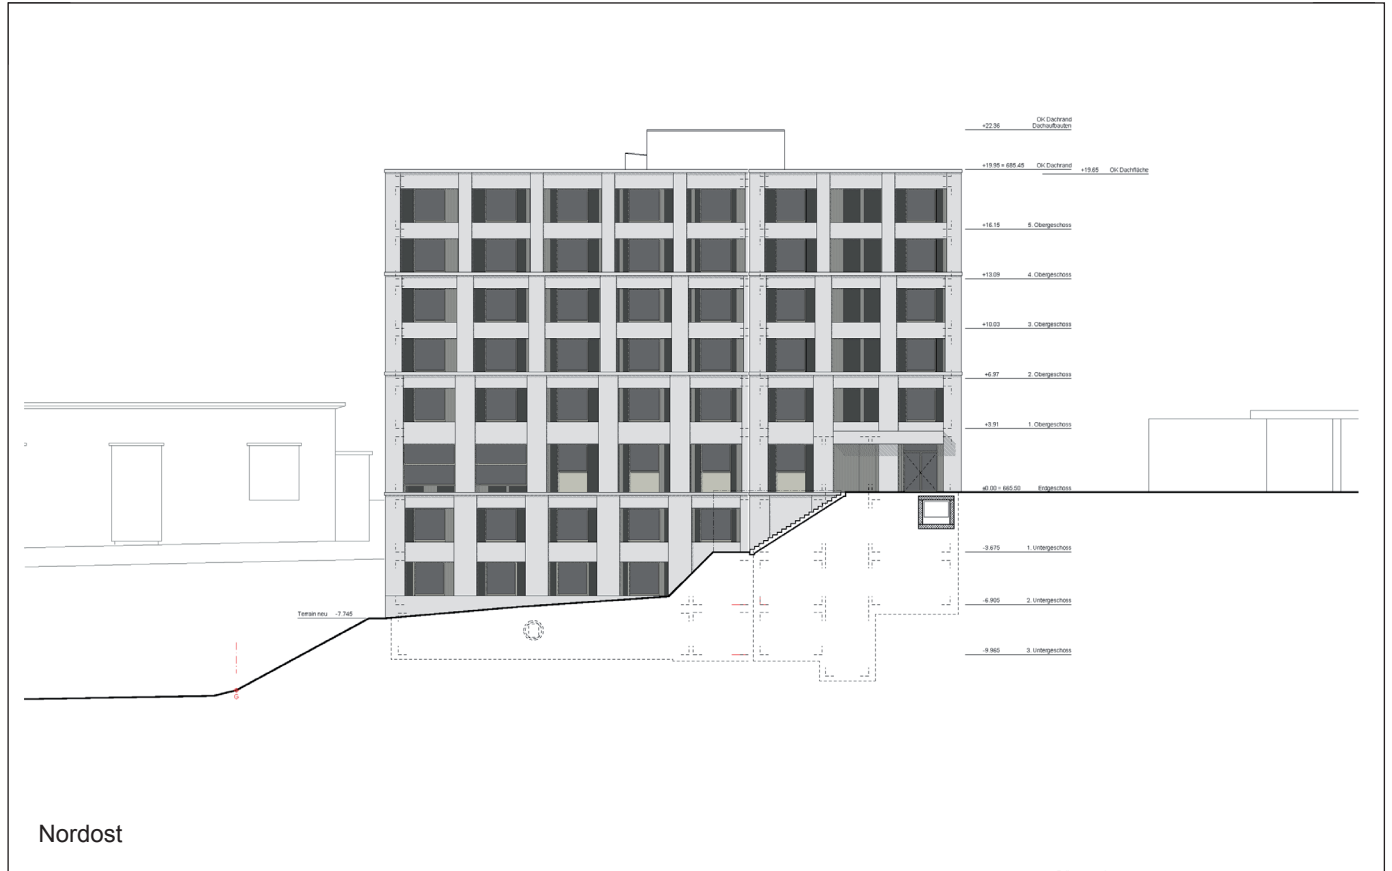 OK Dachrand
+22.36 Dachaufbauten
+19.95 = 685.45 OK Dachrand
+19.65 OK Dachfläche
+16.15 5. Obergeschoss
+13.09 4. Obergeschoss
+10.03 3. Obergeschoss
+6.97 2. Obergeschoss
+3.91 1. Obergeschoss
±0.00 = 665.50 Erdgeschoss
-3.675 1. Untergeschoss
-6.905 2. Untergeschoss
Terrain neu -7.745
-9.965 3. Untergeschoss
G
Nordost